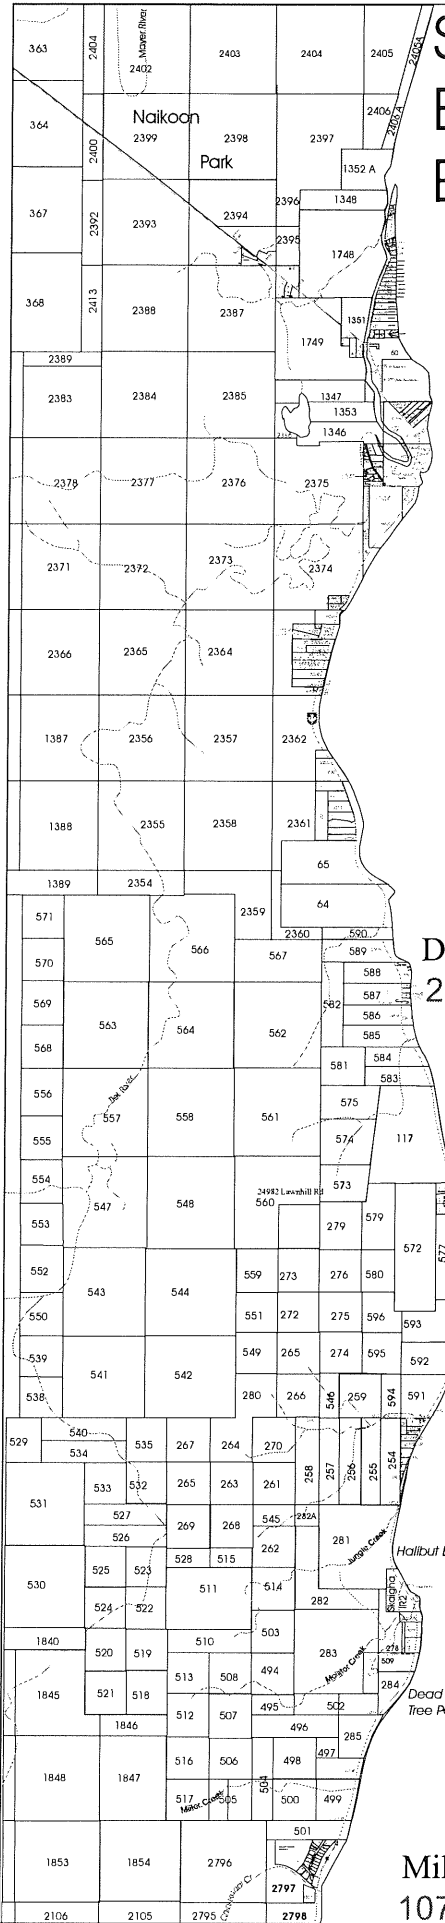 363 2404 2402 Mayer River 2403 2404 2405 2405A
S
364 2400 2399 Naikoon 2398 2397 2406 2406 A
E
Park 1352 A
E
367 2392 2393 2394 2396 1348
2395 1748
368 2413 2388 2387 1351
2389 1749
2383 2384 2385 1347
1353
1346
2378 2377 2376 2375
2371 2372 2373 2374
2366 2365 2364
1387 2356 2357 2362
1388 2355 2358 2361
65
1389 2354 64
571 565 566 2359 2360 590
D
570 567 589
588
2
569 563 564 562 582 587
586
568 585
581 584
583
556 Tlell River 575
557 558 561 117
555 574
554 573
547 548 24982 Lawnhill Rd
560
553 279 579 572 577
552 543 544 559 273 276 580
550 551 272 275 596 593
539 541 542 549 265 274 595 592
538 280 266 546 259 594 591
529 540 535 267 264 270 258 257 256 255 254
534
531 533 532 265 263 261
527 269 268 545 282A 281
526 262 Jungle Creek
Halibut B
530 525 523 528 515 514 Skaigha IR2
524 522 511 282
1840 510 503 283 278
520 519 509
1845 513 508 494 Molitor Creek 284
521 518 Dead
Tree Po
1846 512 507 495 502
496 285
1848 1847 516 506 504 498 497
517 505 500 499
Miller Creek
501
1853 1854 2796 Mil
2797
107
2106 2105 2795 2798